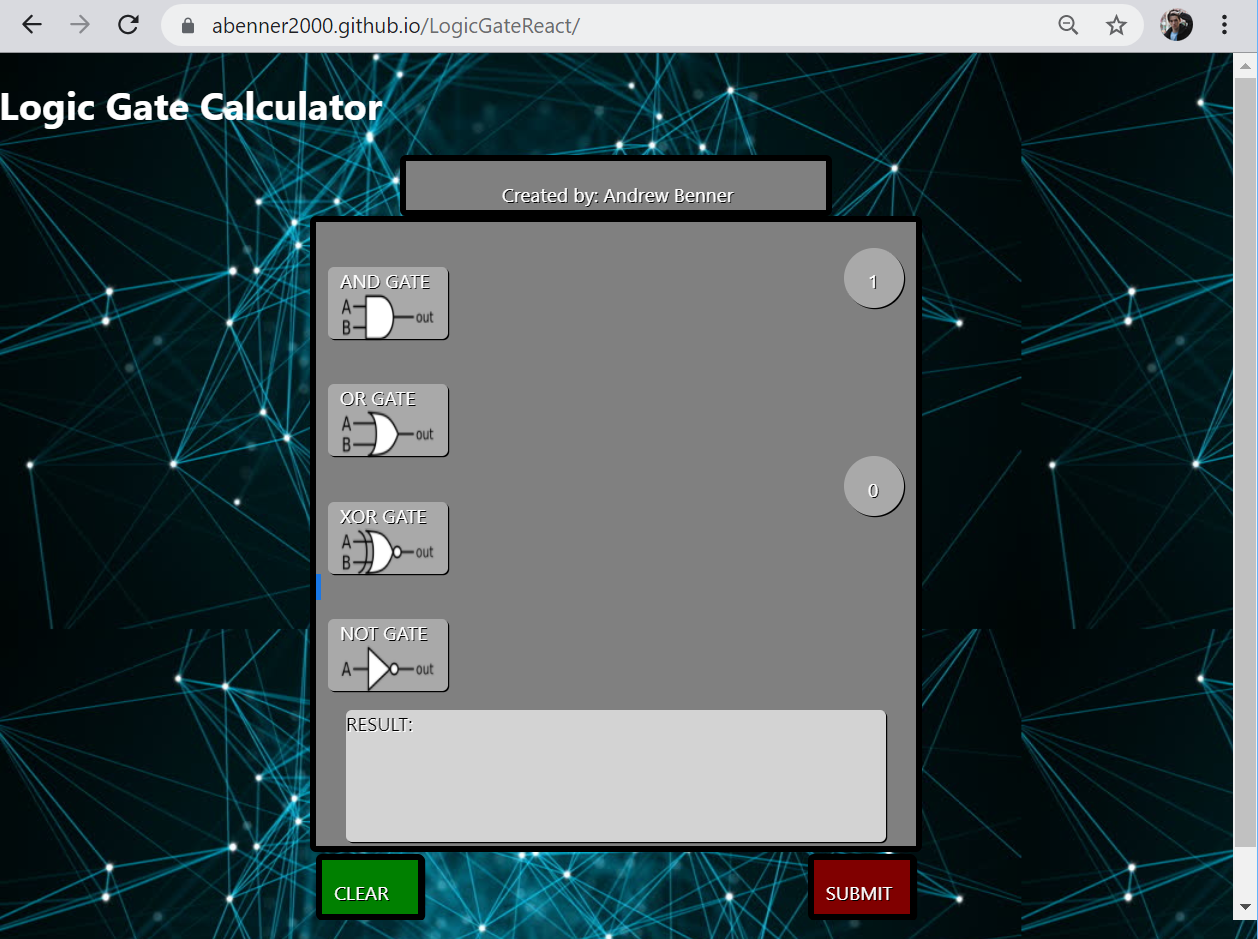 abenner2000.github.io/LogicGateReact/
Logic Gate Calculator
Created by: Andrew Benner
AND GATE
A
B
out
1
OR GATE
A
B
out
0
XOR GATE
A
B
out
NOT GATE
A
out
RESULT:
CLEAR
SUBMIT